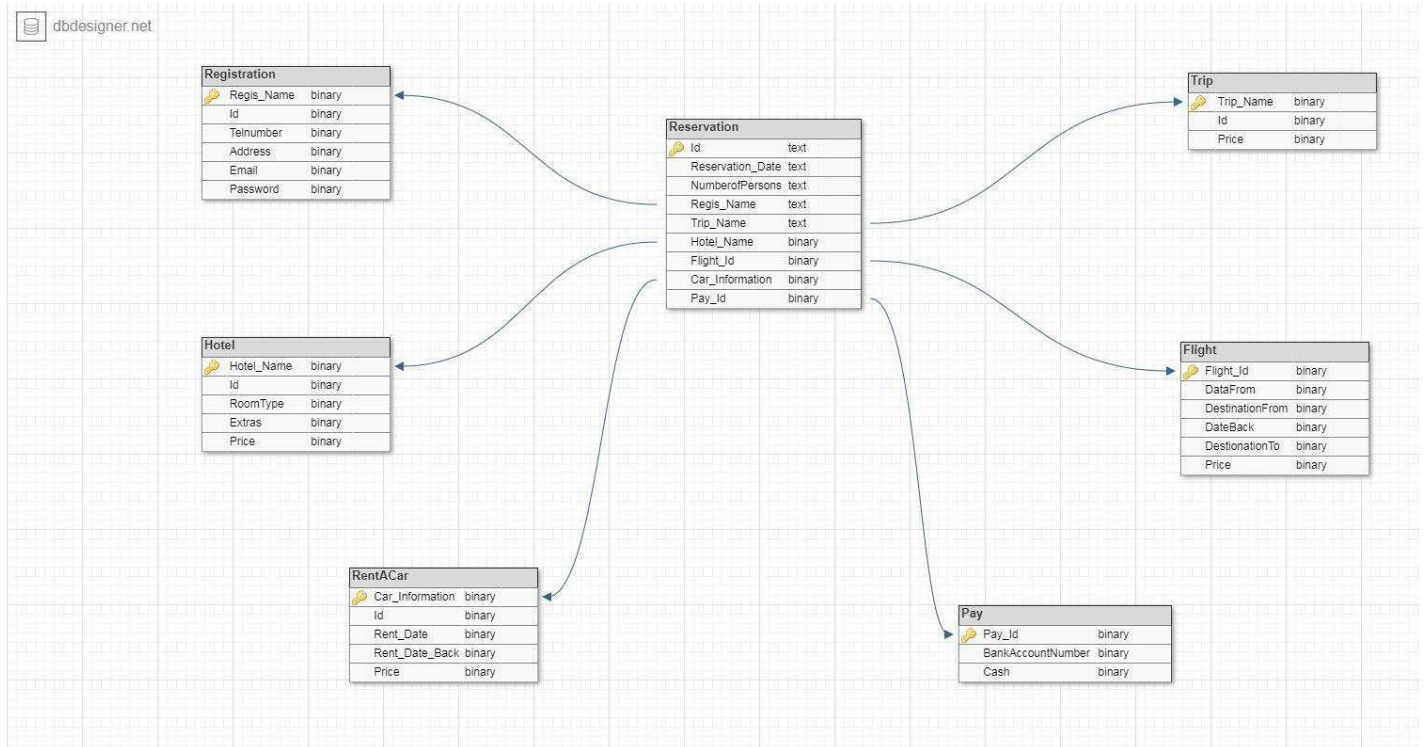 dbdesigner.net
Registration
Regis_Name binary
Id binary
Telnumber binary
Address binary
Email binary
Password binary
Reservation
Id text
Reservation_Date text
NumberofPersons text
Regis_Name text
Trip_Name text
Hotel_Name binary
Flight_Id binary
Car_Information binary
Pay_Id binary
Trip
Trip_Name binary
Id binary
Price binary
Hotel
Hotel_Name binary
Id binary
RoomType binary
Extras binary
Price binary
Flight
Flight_Id binary
DataFrom binary
DestinationFrom binary
DateBack binary
DestionationTo binary
Price binary
RentACar
Car_Information binary
Id binary
Rent_Date binary
Rent_Date_Back binary
Price binary
Pay
Pay_Id binary
BankAccountNumber binary
Cash binary